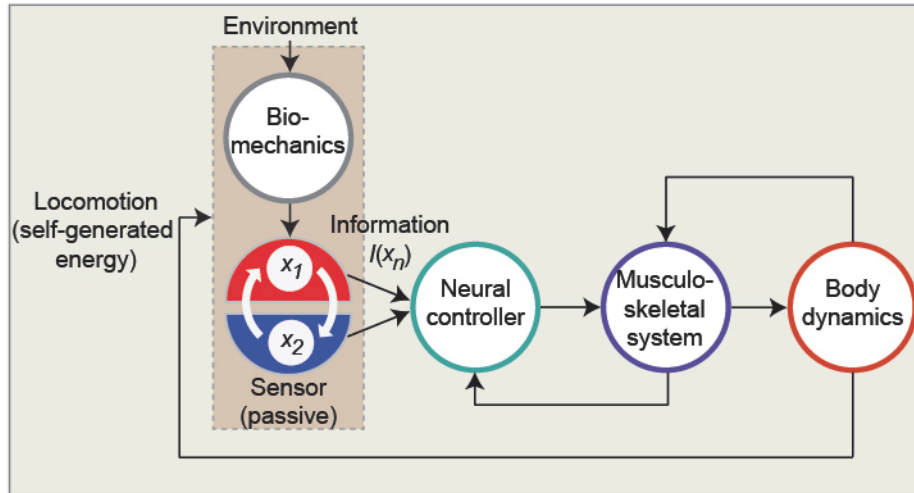 Environment
Bio-
mechanics
Locomotion
(self-generated
energy)
Information
I(xₙ)
x₁
x₂
Sensor
(passive)
Neural
controller
Musculo-
skeletal
system
Body
dynamics